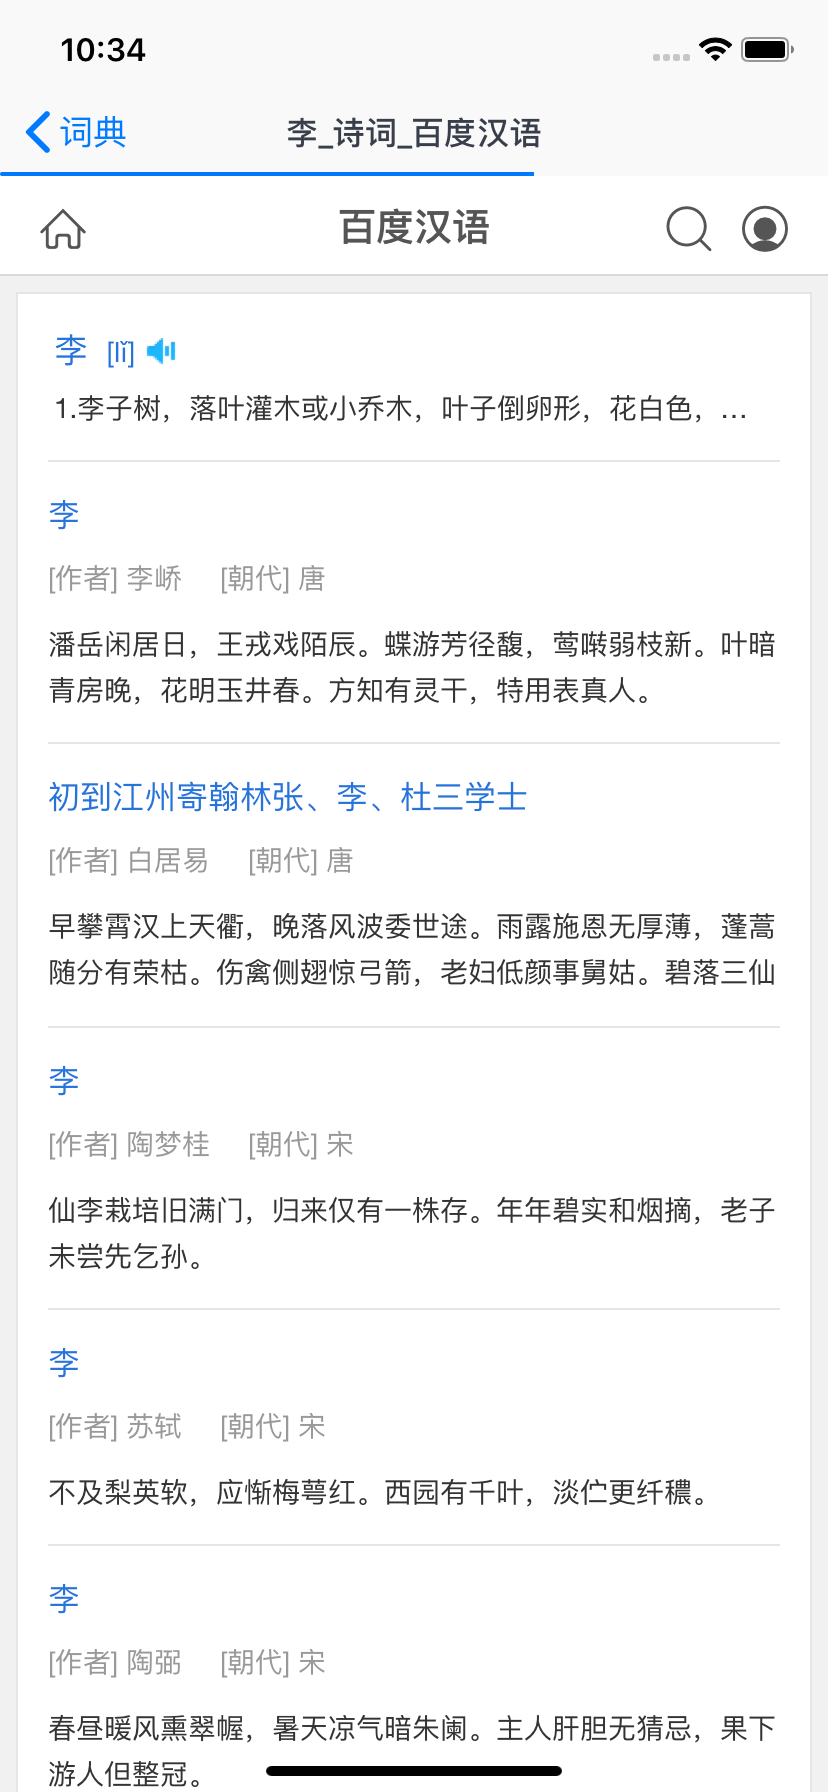 10:34
词典
李_诗词_百度汉语
百度汉语
李 [lǐ]
1.李子树，落叶灌木或小乔木，叶子倒卵形，花白色，...
李
[作者] 李峤 [朝代] 唐
潘岳闲居日，王戎戏陌辰。蝶游芳径馥，莺啭弱枝新。叶暗
青房晚，花明玉井春。方知有灵干，特用表真人。
初到江州寄翰林张、李、杜三学士
[作者] 白居易 [朝代] 唐
早攀霄汉上天衢，晚落风波委世途。雨露施恩无厚薄，蓬蒿
随分有荣枯。伤禽侧翅惊弓箭，老妇低颜事舅姑。碧落三仙
李
[作者] 陶梦桂 [朝代] 宋
仙李栽培旧满门，归来仅有一株存。年年碧实和烟摘，老子
未尝先乞孙。
李
[作者] 苏轼 [朝代] 宋
不及梨英软，应惭梅萼红。西园有千叶，淡伫更纤秾。
李
[作者] 陶弼 [朝代] 宋
春昼暖风熏翠幄，暑天凉气暗朱阑。主人肝胆无猜忌，果下
游人但整冠。